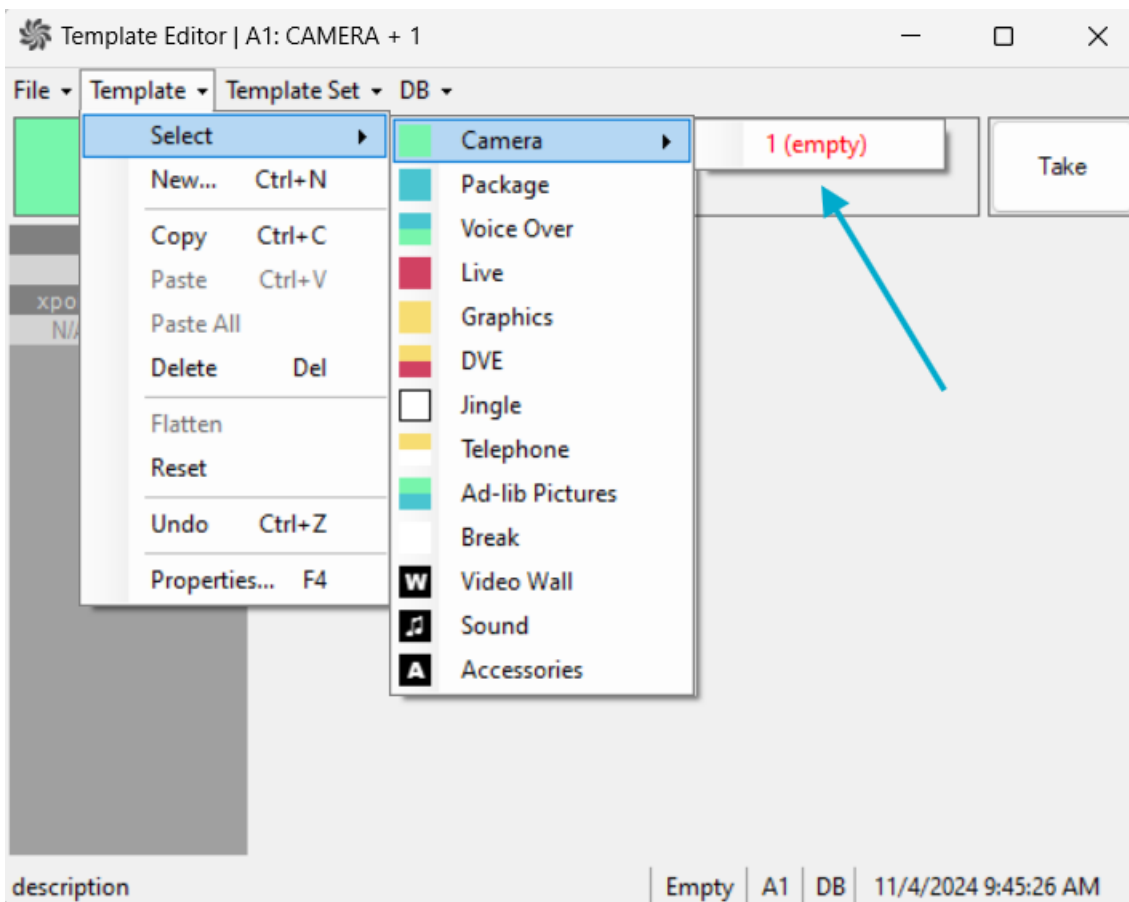 Template Editor | A1: CAMERA + 1
File Template Template Set DB
Select
New... Ctrl+N
Copy Ctrl+C
Paste Ctrl+V
Paste All
Delete Del
Flatten
Reset
Undo Ctrl+Z
Properties... F4
Camera
Package
Voice Over
Live
Graphics
DVE
Jingle
Telephone
Ad-lib Pictures
Break
W Video Wall
Sound
A Accessories
1 (empty)
Take
description Empty A1 DB 11/4/2024 9:45:26 AM